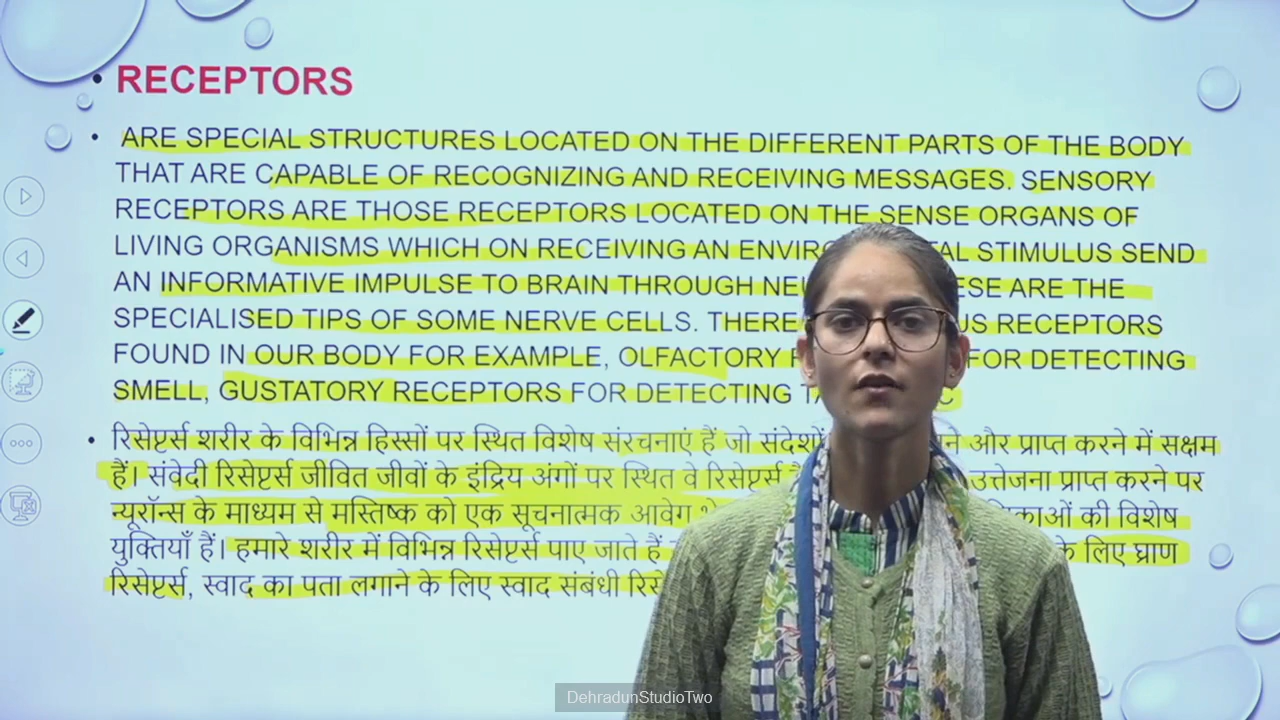 RECEPTORS
ARE SPECIAL STRUCTURES LOCATED ON THE DIFFERENT PARTS OF THE BODY
THAT ARE CAPABLE OF RECOGNIZING AND RECEIVING MESSAGES. SENSORY
RECEPTORS ARE THOSE RECEPTORS LOCATED ON THE SENSE ORGANS OF
LIVING ORGANISMS WHICH ON RECEIVING AN STIMULUS SEND
AN INFORMATIVE IMPULSE TO BRAIN THROUGH ARE THE
SPECIALISED TIPS OF SOME NERVE CELLS. RECEPTORS
FOUND IN OUR BODY FOR EXAMPLE, OLFACTORY FOR DETECTING
SMELL, GUSTATORY RECEPTORS FOR DETECTING
रिसेप्टर्स शरीर के विभिन्न हिस्सों पर स्थित विशेष संरचनाएं हैं जो और प्राप्त करने में सक्षम
हैं। संवेदी रिसेप्टर्स जीवित जीवों के इंद्रिय अंगों पर स्थित वे रिसेप्टर्स उत्तेजना प्राप्त करने पर
न्यूरॉन्स के माध्यम से मस्तिष्क को एक सूचनात्मक आवेग की विशेष
युक्तियाँ हैं। हमारे शरीर में विभिन्न रिसेप्टर्स पाए जाते हैं के लिए घ्राण
रिसेप्टर्स, स्वाद का पता लगाने के लिए स्वाद संबंधी
DehradunStudioTwo